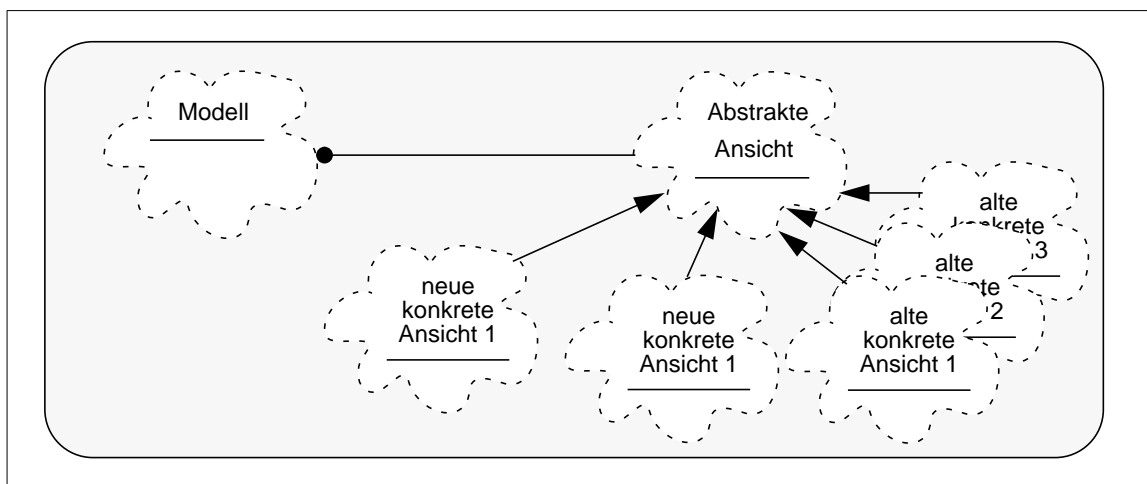 Modell
Abstrakte
Ansicht
neue
konkrete
Ansicht 1
neue
konkrete
Ansicht 1
alte
konkrete
Ansicht 1
alte
2
alte
konkrete
3